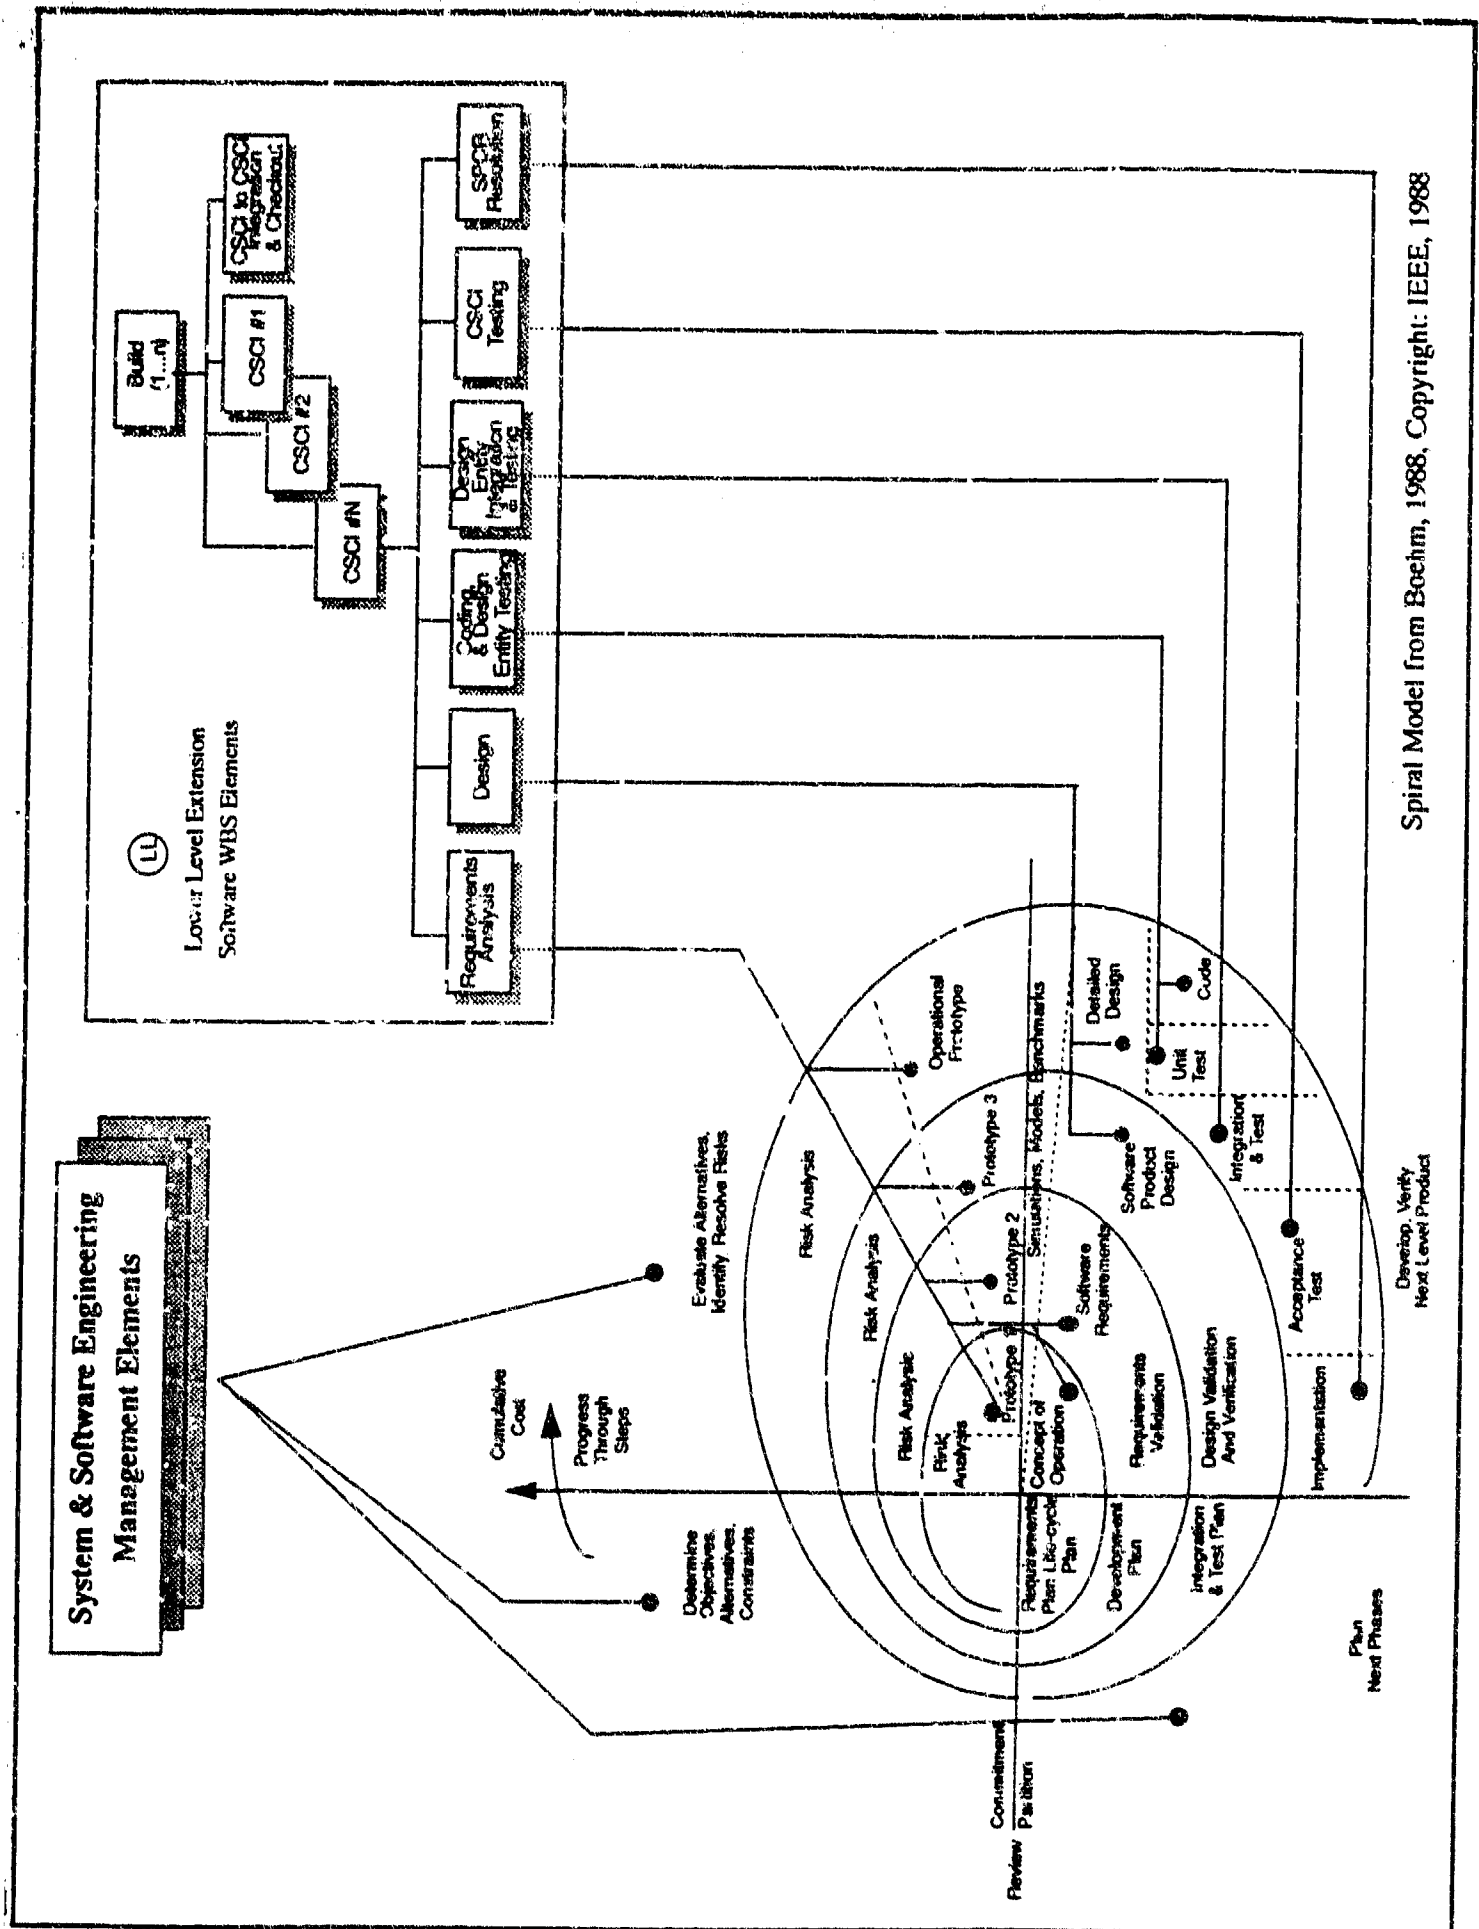 System & Software Engineering
Management Elements
LL
Lower Level Extension
Software WBS Elements
Build
(1...n)
CSCI to CSCI
Integration
& Checkout
CSCI #1
CSCI #2
CSCI #N
Requirements
Analysis
Design
Coding
& Design
Entity Testing
Design
Entity
Integration
& Testing
CSCI
Testing
SPCR
Resolution
Cumulative
Cost
Progress
Through
Steps
Determine
Objectives,
Alternatives,
Constraints
Evaluate Alternatives,
Identify Resolve Risks
Risk Analysis
Risk Analysis
Risk Analysis
Risk
Analysis
Operational
Prototype
Prototype 3
Prototype 2
Prototype
Commitment
Review
Partition
Simulations, Models, Benchmarks
Requirements
Plan Life-cycle
Plan
Concept of
Operation
Software
Requirements
Software
Product
Design
Detailed
Design
Development
Plan
Requirements
Validation
Code
Unit
Test
Integration
& Test Plan
Design Validation
And Verification
Integration
& Test
Acceptance
Test
Implementation
Plan
Next Phases
Develop, Verify
Next Level Product
Spiral Model from Boehm, 1988, Copyright: IEEE, 1988